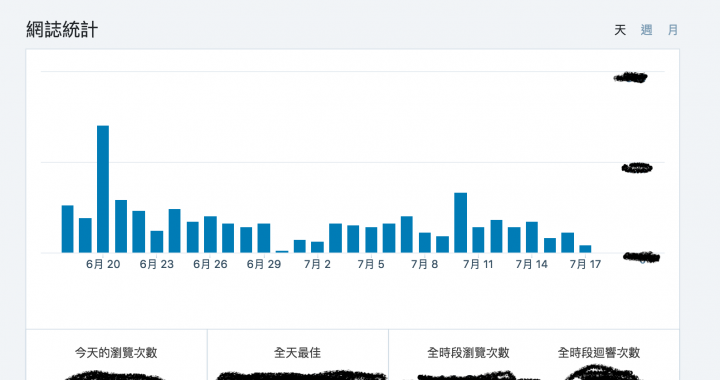 網誌統計
天 週 月
6月 20 6月 23 6月 26 6月 29 7月 2 7月 5 7月 8 7月 11 7月 14 7月 17
今天的瀏覽次數 全天最佳 全時段瀏覽次數 全時段迴響次數